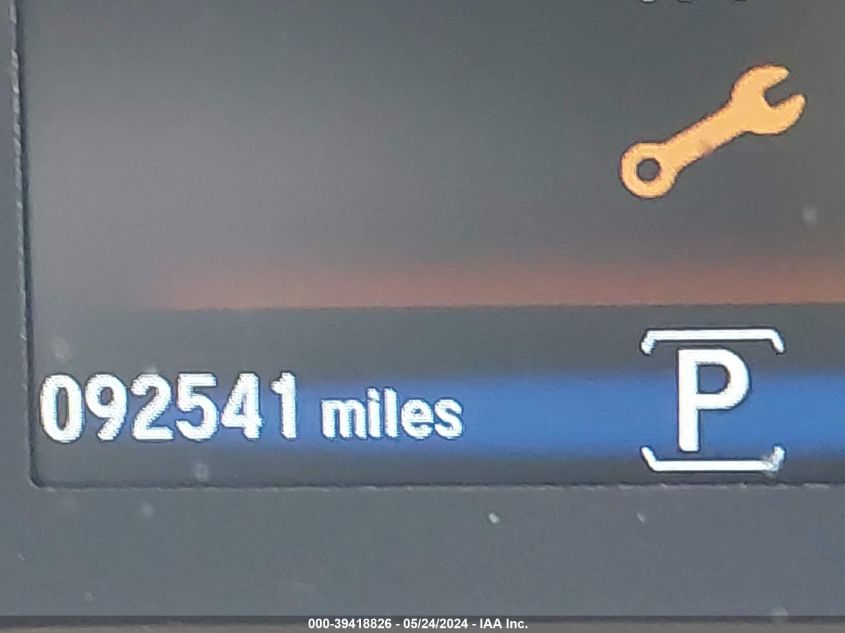 092541 miles P
000-39418826 - 05/24/2024 - IAA Inc.